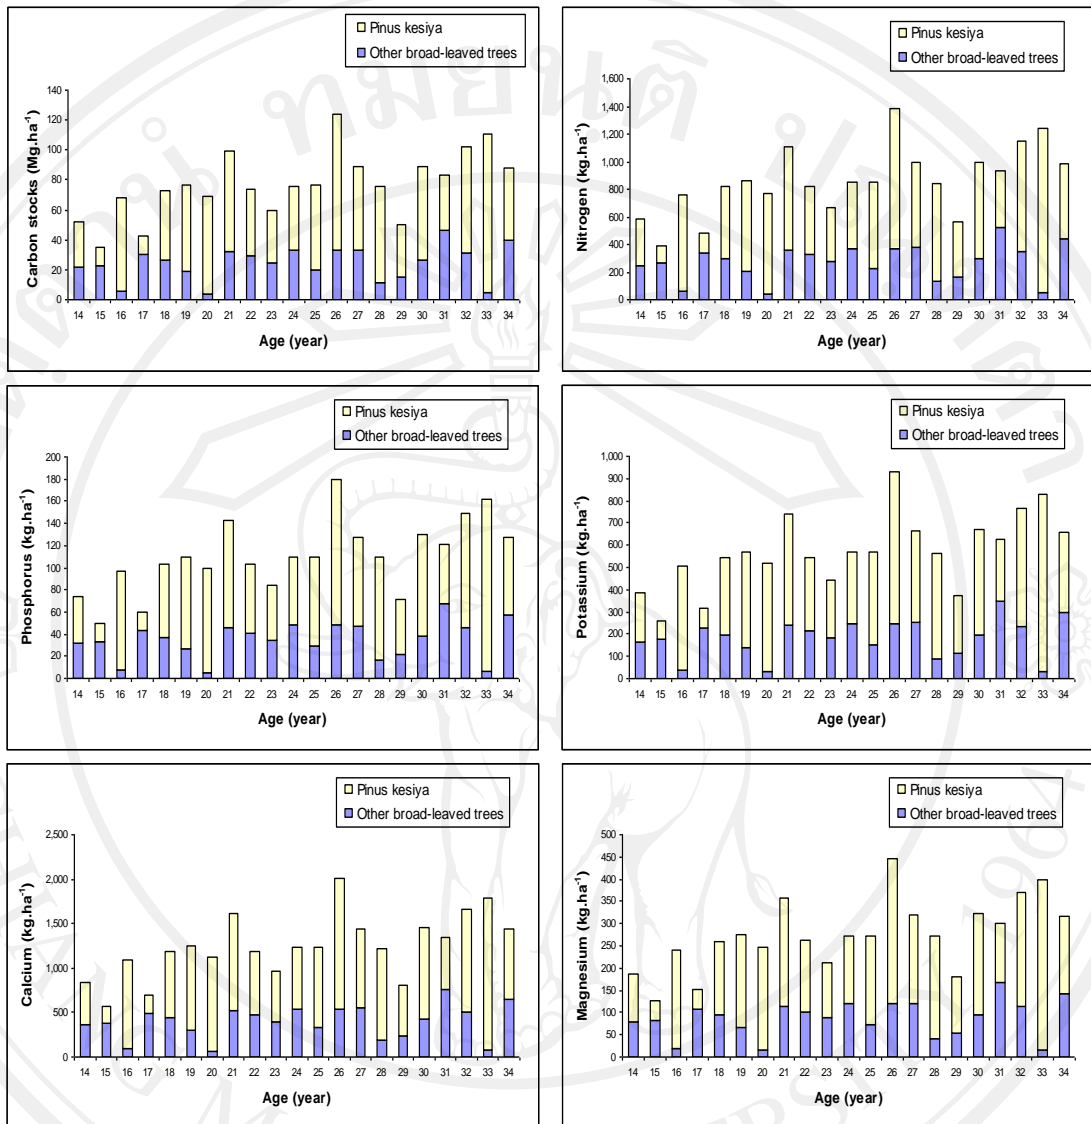 Pinus kesiya
Other broad-leaved trees
Carbon stocks (Mg.ha⁻¹)
140
120
100
80
60
40
20
0
14 15 16 17 18 19 20 21 22 23 24 25 26 27 28 29 30 31 32 33 34
Age (year)
Pinus kesiya
Other broad-leaved trees
Nitrogen (kg.ha⁻¹)
1,600
1,400
1,200
1,000
800
600
400
200
0
14 15 16 17 18 19 20 21 22 23 24 25 26 27 28 29 30 31 32 33 34
Age (year)
Pinus kesiya
Other broad-leaved trees
Phosphorus (kg.ha⁻¹)
200
180
160
140
120
100
80
60
40
20
0
14 15 16 17 18 19 20 21 22 23 24 25 26 27 28 29 30 31 32 33 34
Age (year)
Pinus kesiya
Other broad-leaved trees
Potassium (kg.ha⁻¹)
1,000
900
800
700
600
500
400
300
200
100
0
14 15 16 17 18 19 20 21 22 23 24 25 26 27 28 29 30 31 32 33 34
Age (year)
Pinus kesiya
Other broad-leaved trees
Calcium (kg.ha⁻¹)
2,500
2,000
1,500
1,000
500
0
14 15 16 17 18 19 20 21 22 23 24 25 26 27 28 29 30 31 32 33 34
Age (year)
Pinus kesiya
Other broad-leaved trees
Magnesium (kg.ha⁻¹)
500
450
400
350
300
250
200
150
100
50
0
14 15 16 17 18 19 20 21 22 23 24 25 26 27 28 29 30 31 32 33 34
Age (year)
1964